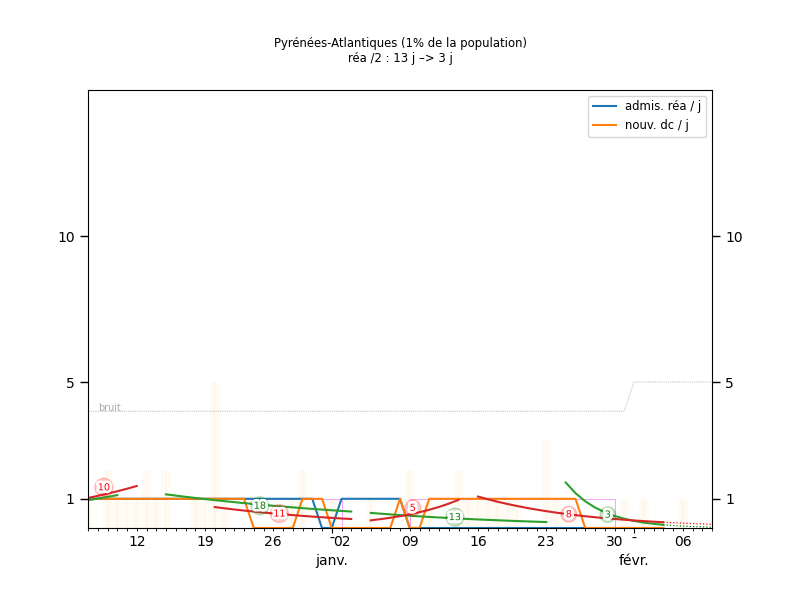 Pyrénées-Atlantiques (1% de la population)
réa /2 : 13 j –> 3 j
admis. réa / j
nouv. dc / j
10 10
5 5
bruit
10
18
11
5
13
8
3
1 1
12 19 26 02 09 16 23 30 06
janv. févr.